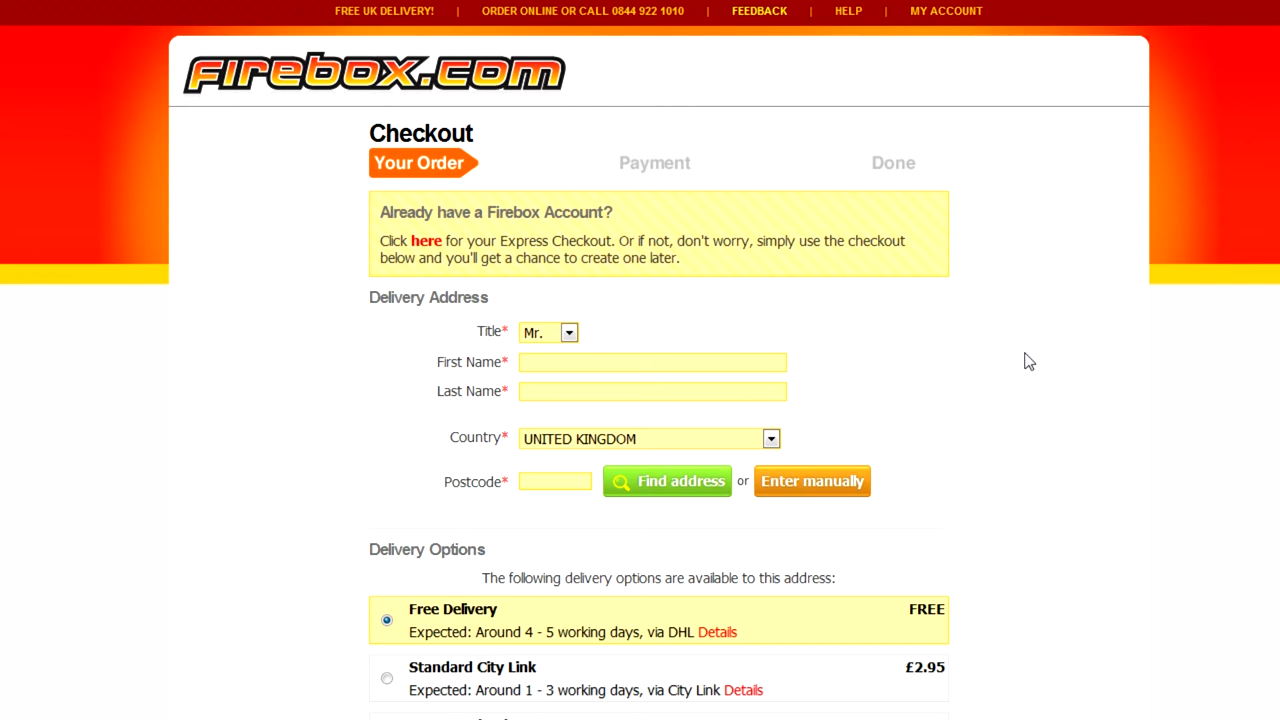 FREE UK DELIVERY! | ORDER ONLINE OR CALL 0844 922 1010 | FEEDBACK | HELP | MY ACCOUNT
firebox.com
Checkout
Your Order Payment Done
Already have a Firebox Account?
Click here for your Express Checkout. Or if not, don't worry, simply use the checkout
below and you'll get a chance to create one later.
Delivery Address
Title* Mr.
First Name*
Last Name*
Country* UNITED KINGDOM
Postcode* Find address or Enter manually
Delivery Options
The following delivery options are available to this address:
Free Delivery FREE
Expected: Around 4 - 5 working days, via DHL Details
Standard City Link £2.95
Expected: Around 1 - 3 working days, via City Link Details